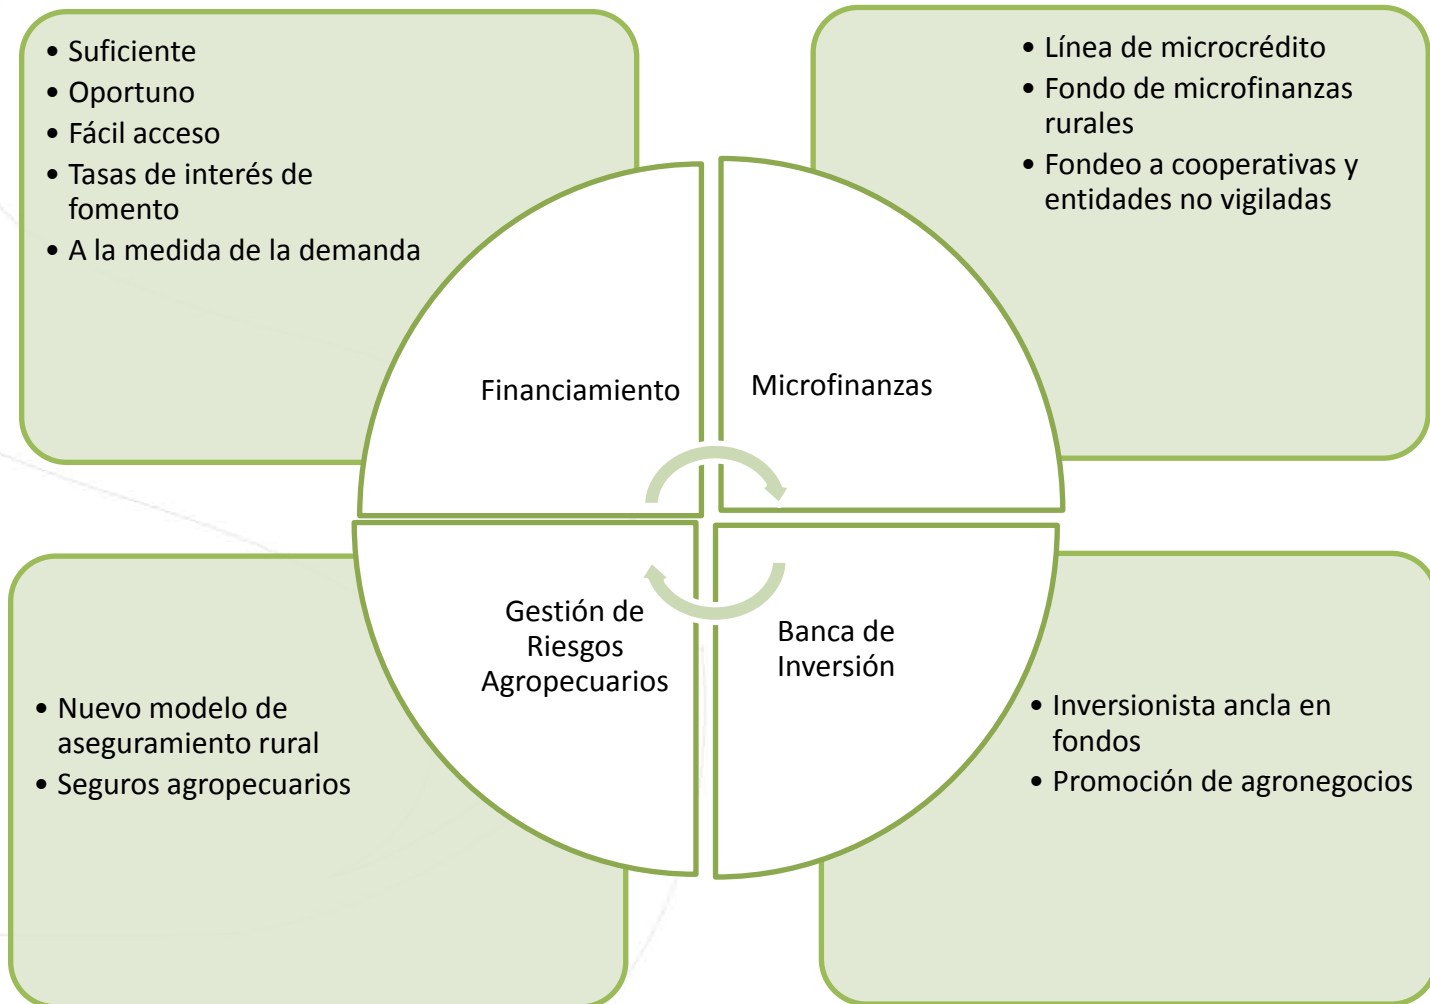 • Suficiente
• Oportuno
• Fácil acceso
• Tasas de interés de
fomento
• A la medida de la demanda
• Línea de microcrédito
• Fondo de microfinanzas
rurales
• Fondeo a cooperativas y
entidades no vigiladas
Financiamiento
Microfinanzas
Gestión de
Riesgos
Agropecuarios
Banca de
Inversión
• Nuevo modelo de
aseguramiento rural
• Seguros agropecuarios
• Inversionista ancla en
fondos
• Promoción de agronegocios